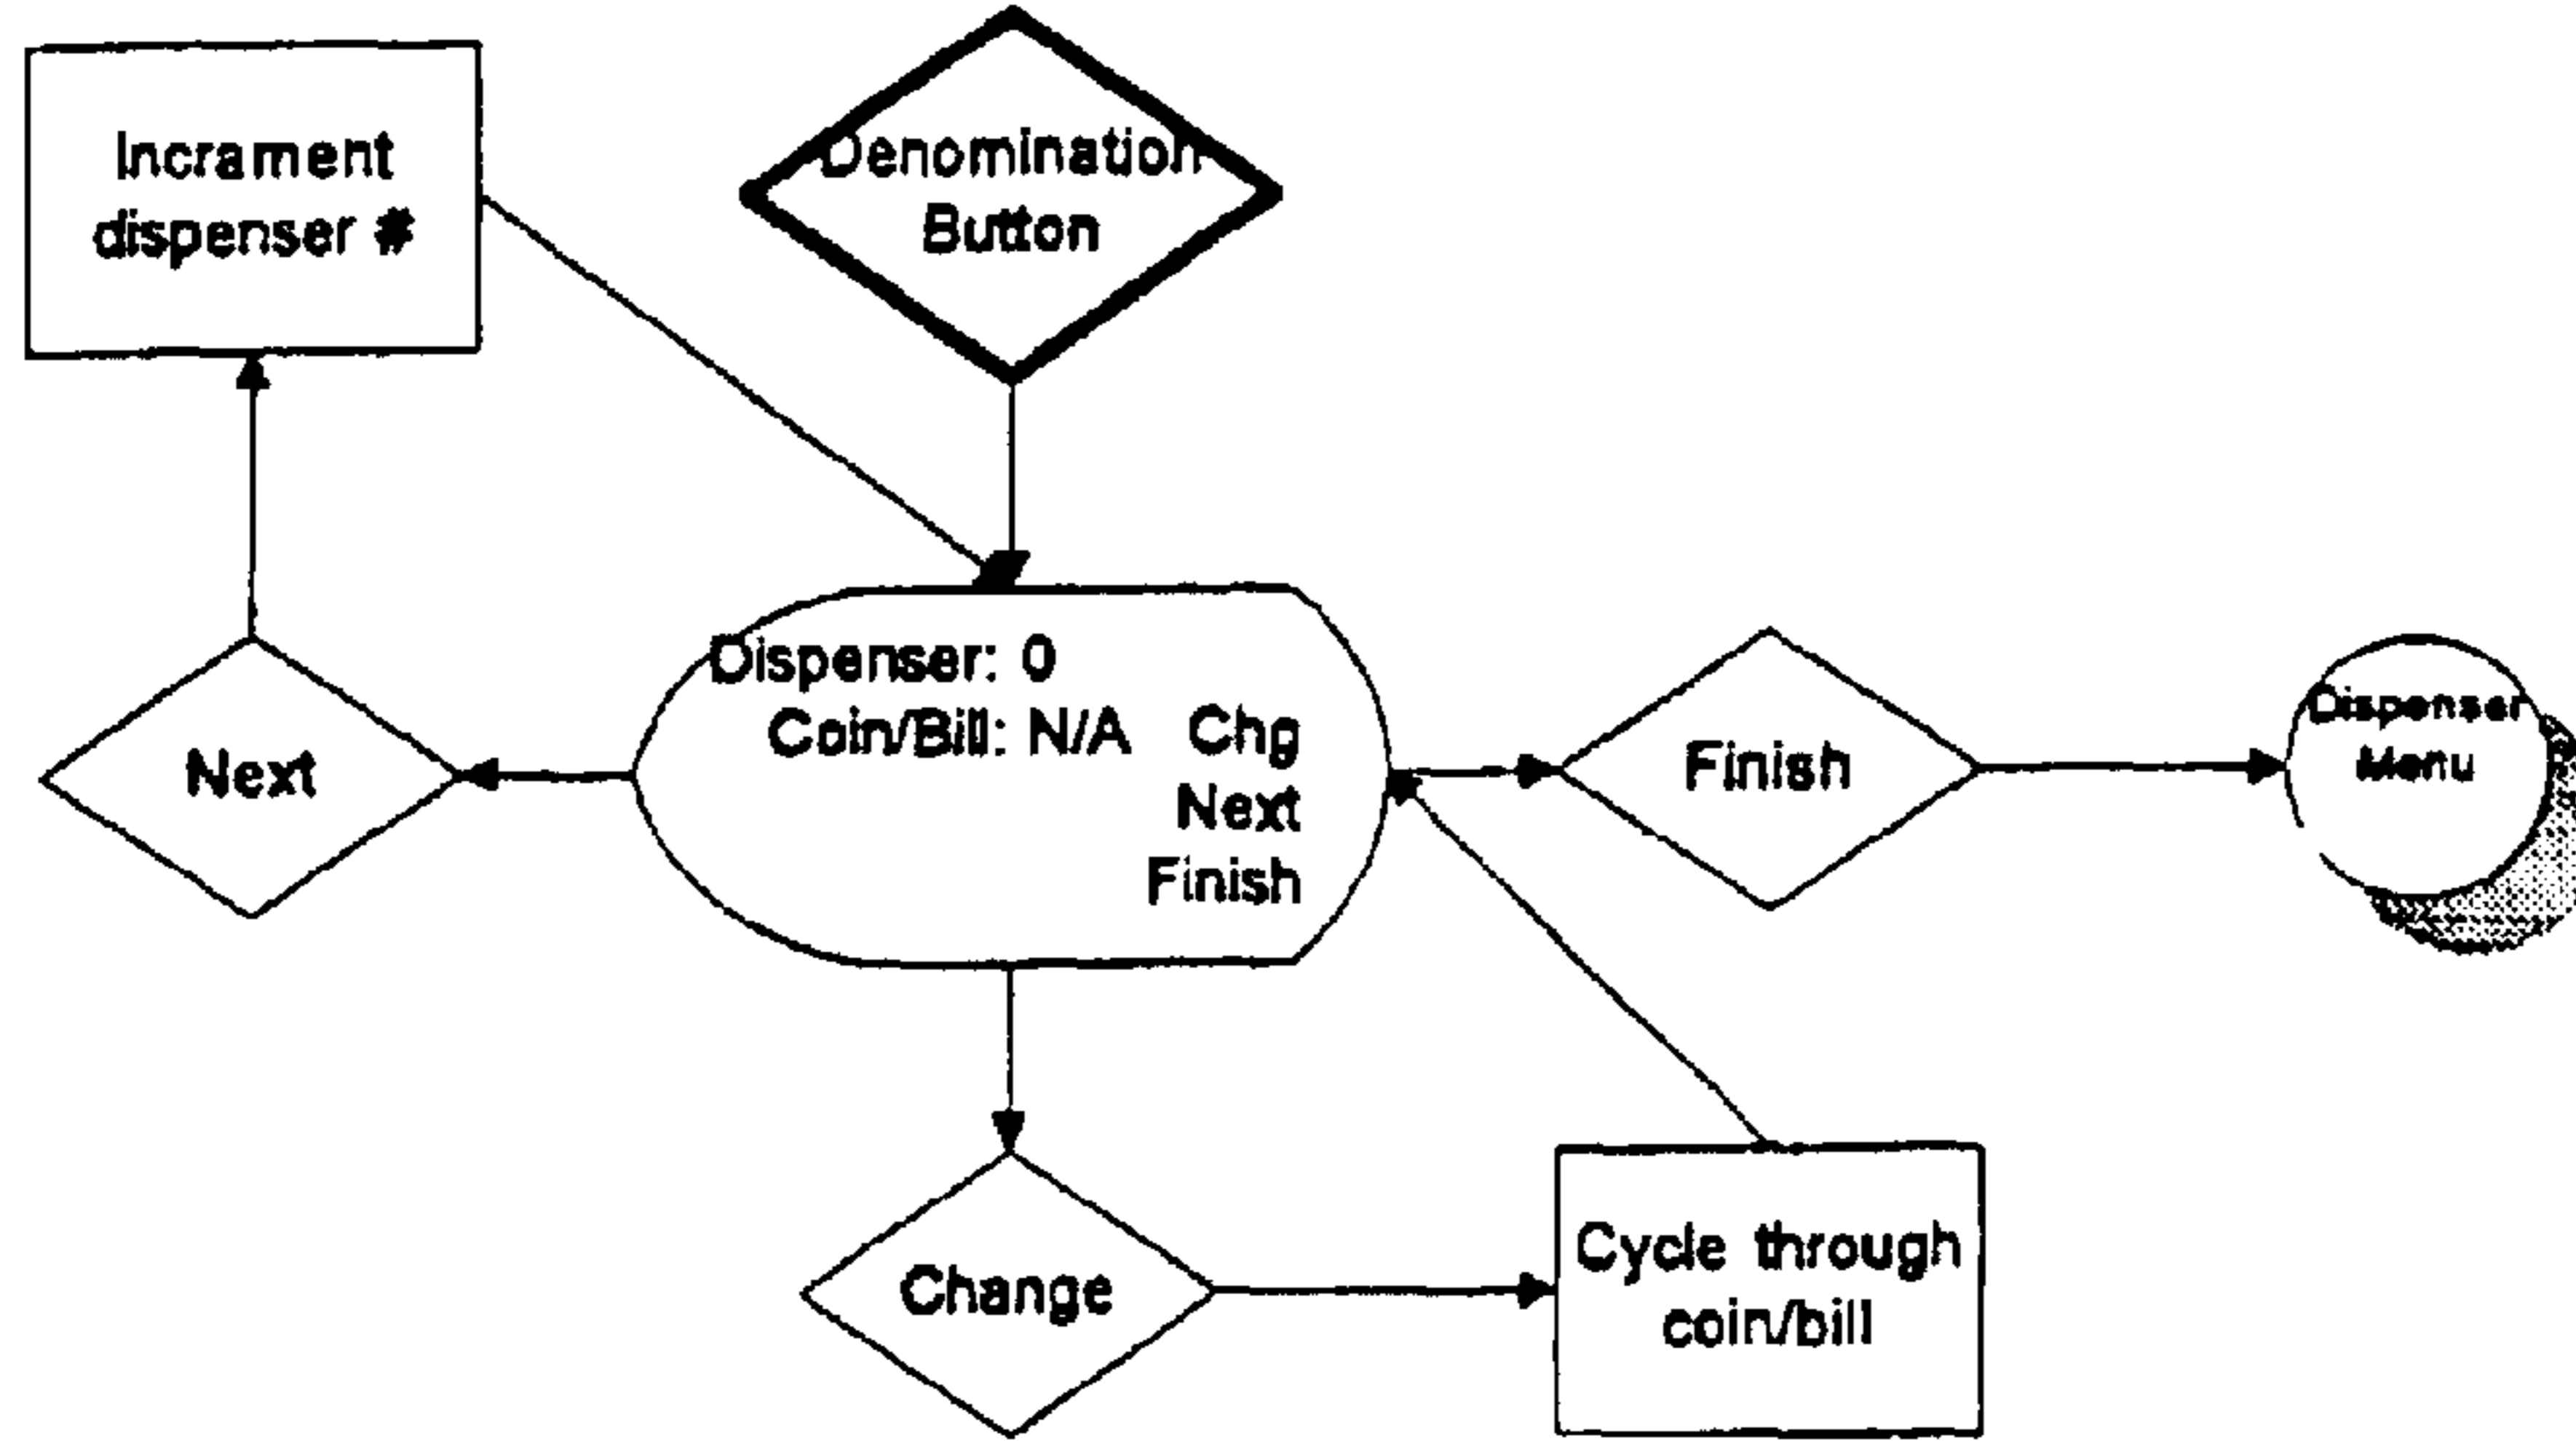 Incrament
dispenser #
Denomination
Button
Dispenser: 0
Coin/Bill: N/A Chg
Next
Finish
Next
Finish
Dispenser
Menu
Change
Cycle through
coin/bill